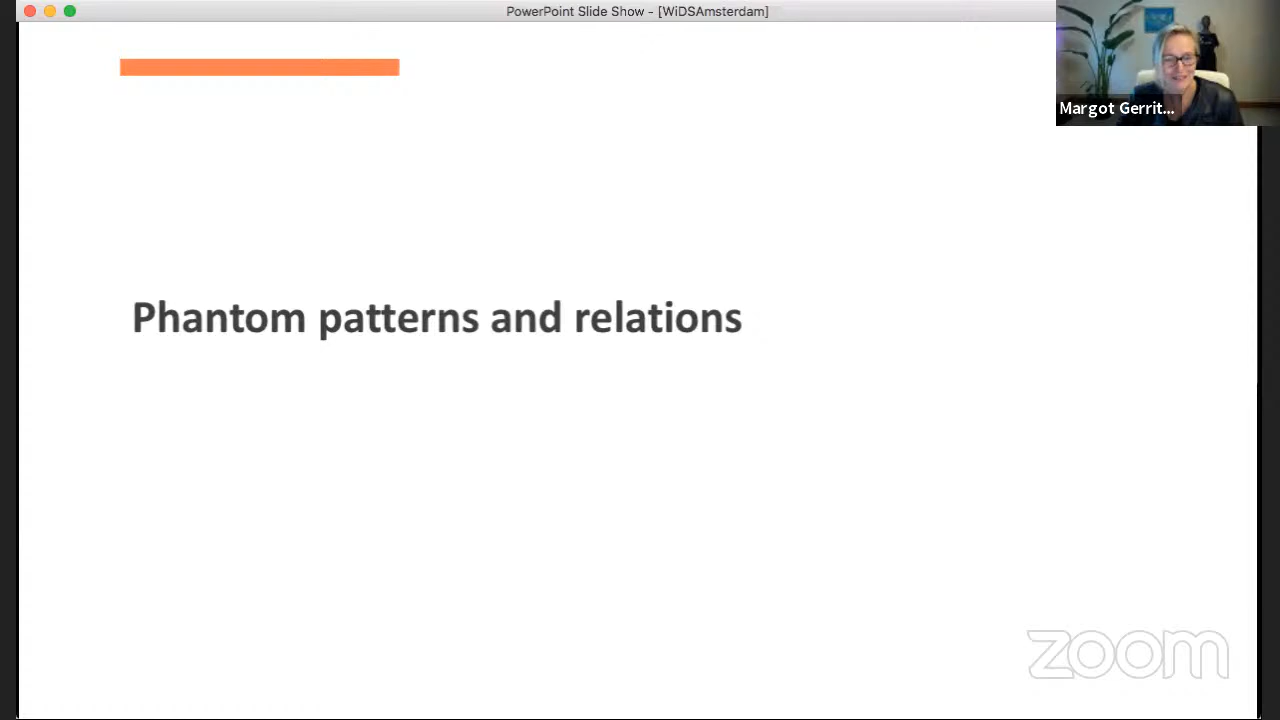 PowerPoint Slide Show - [WiDSAmsterdam]
Margot Gerrit...
Phantom patterns and relations
zoom